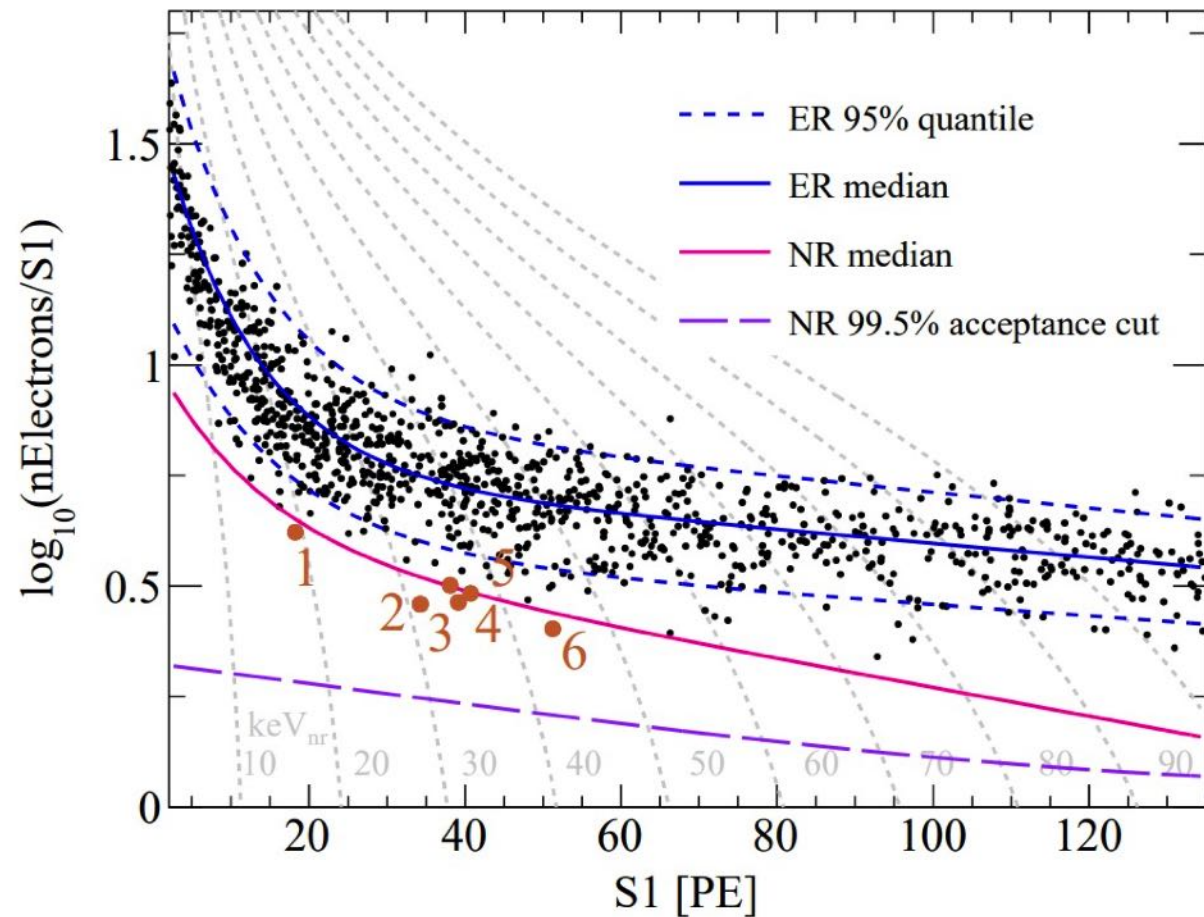 log10(nElectrons/S1)
1.5
1
0.5
0
ER 95% quantile
ER median
NR median
NR 99.5% acceptance cut
1
2
3
4
5
6
keVnr
10 20 30 40 50 60 70 80 90
20 40 60 80 100 120
S1 [PE]